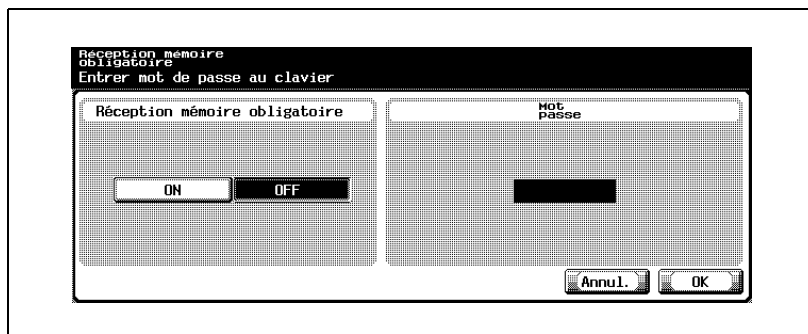 Réception mémoire
obligatoire
Entrer mot de passe au clavier
Réception mémoire obligatoire
Mot
passe
ON
OFF
Annul.
OK